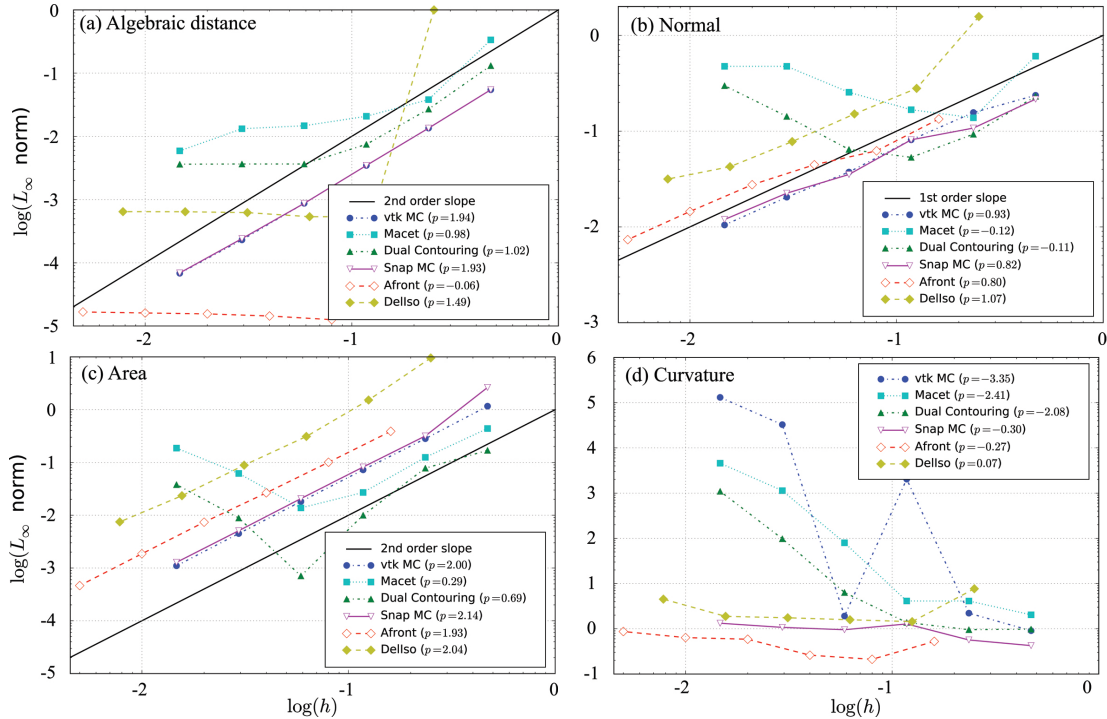 (a) Algebraic distance
0
-1
-2
-3
-4
-5
log(L∞ norm)
-2
-1
0
2nd order slope
vtk MC (p=1.94)
Macet (p=0.98)
Dual Contouring (p=1.02)
Snap MC (p=1.93)
Afront (p=−0.06)
DelIso (p=1.49)
(b) Normal
0
-1
-2
-3
-2
-1
0
1st order slope
vtk MC (p=0.93)
Macet (p=−0.12)
Dual Contouring (p=−0.11)
Snap MC (p=0.82)
Afront (p=0.80)
DelIso (p=1.07)
(c) Area
1
0
-1
-2
-3
-4
-5
log(L∞ norm)
-2
-1
0
log(h)
2nd order slope
vtk MC (p=2.00)
Macet (p=0.29)
Dual Contouring (p=0.69)
Snap MC (p=2.14)
Afront (p=1.93)
DelIso (p=2.04)
(d) Curvature
6
5
4
3
2
1
0
-1
-2
-1
0
log(h)
vtk MC (p=−3.35)
Macet (p=−2.41)
Dual Contouring (p=−2.08)
Snap MC (p=−0.30)
Afront (p=−0.27)
DelIso (p=0.07)